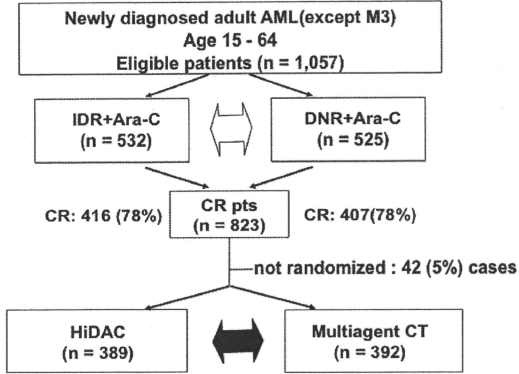 Newly diagnosed adult AML(except M3)
Age 15 - 64
Eligible patients (n = 1,057)
IDR+Ara-C
(n = 532)
DNR+Ara-C
(n = 525)
CR: 416 (78%)
CR pts
(n = 823)
CR: 407(78%)
not randomized : 42 (5%) cases
HiDAC
(n = 389)
Multiagent CT
(n = 392)